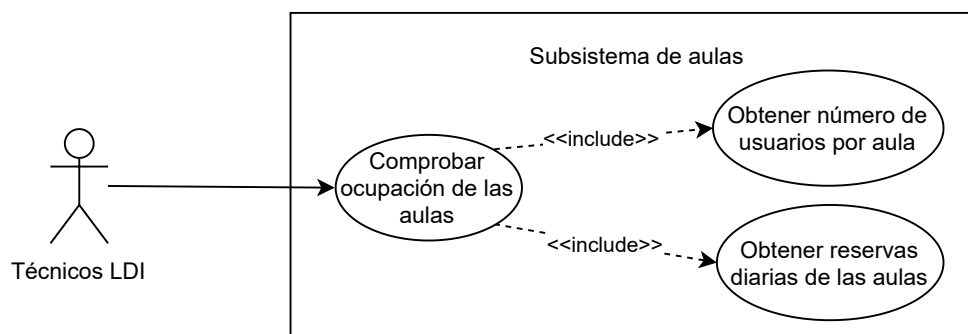 Subsistema de aulas
Obtener número de
usuarios por aula
<<include>>
Comprobar
ocupación de las
aulas
<<include>>
Obtener reservas
diarias de las aulas
Técnicos LDI